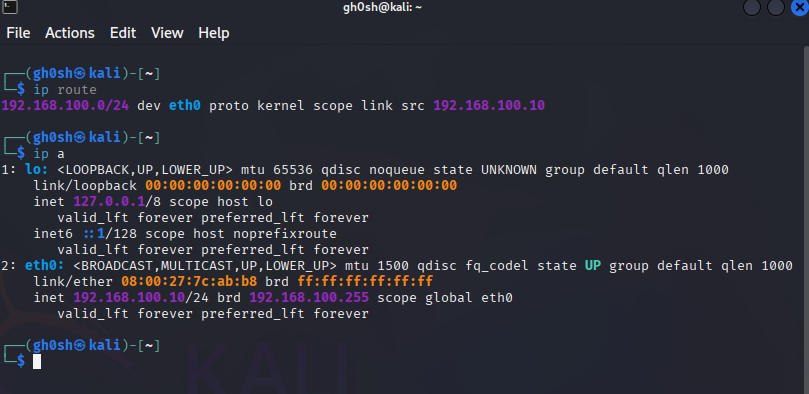 gh0sh@kali: ~
File Actions Edit View Help
┌──(gh0sh㉿kali)-[~]
└─$ ip route
192.168.100.0/24 dev eth0 proto kernel scope link src 192.168.100.10
┌──(gh0sh㉿kali)-[~]
└─$ ip a
1: lo: <LOOPBACK,UP,LOWER_UP> mtu 65536 qdisc noqueue state UNKNOWN group default qlen 1000
    link/loopback 00:00:00:00:00:00 brd 00:00:00:00:00:00
    inet 127.0.0.1/8 scope host lo
       valid_lft forever preferred_lft forever
    inet6 ::1/128 scope host noprefixroute
       valid_lft forever preferred_lft forever
2: eth0: <BROADCAST,MULTICAST,UP,LOWER_UP> mtu 1500 qdisc fq_codel state UP group default qlen 1000
    link/ether 08:00:27:7c:ab:b8 brd ff:ff:ff:ff:ff:ff
    inet 192.168.100.10/24 brd 192.168.100.255 scope global eth0
       valid_lft forever preferred_lft forever
┌──(gh0sh㉿kali)-[~]
└─$
KALI